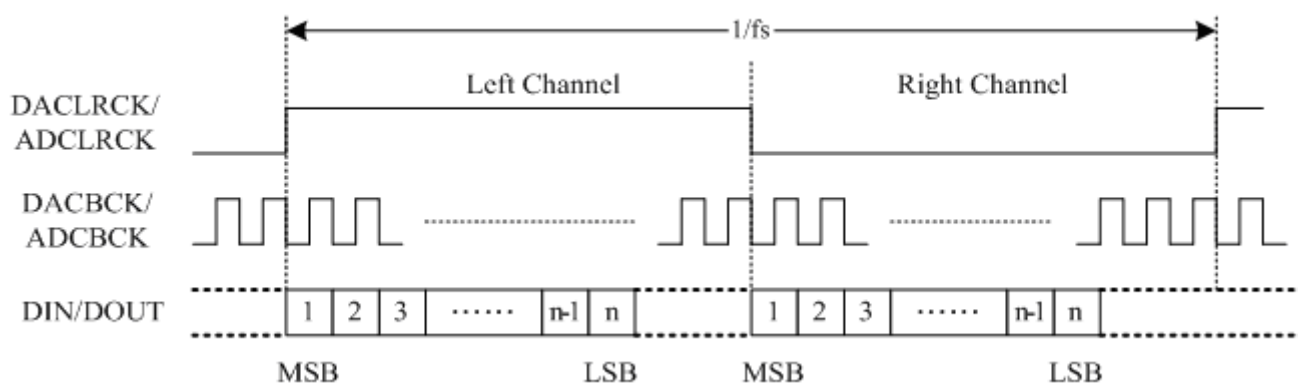 1/fs
Left Channel Right Channel
DACLRCK/
ADCLRCK
DACBCK/
ADCBCK
DIN/DOUT 1 2 3 ······ n-1 n 1 2 3 ······ n-1 n
MSB LSB MSB LSB